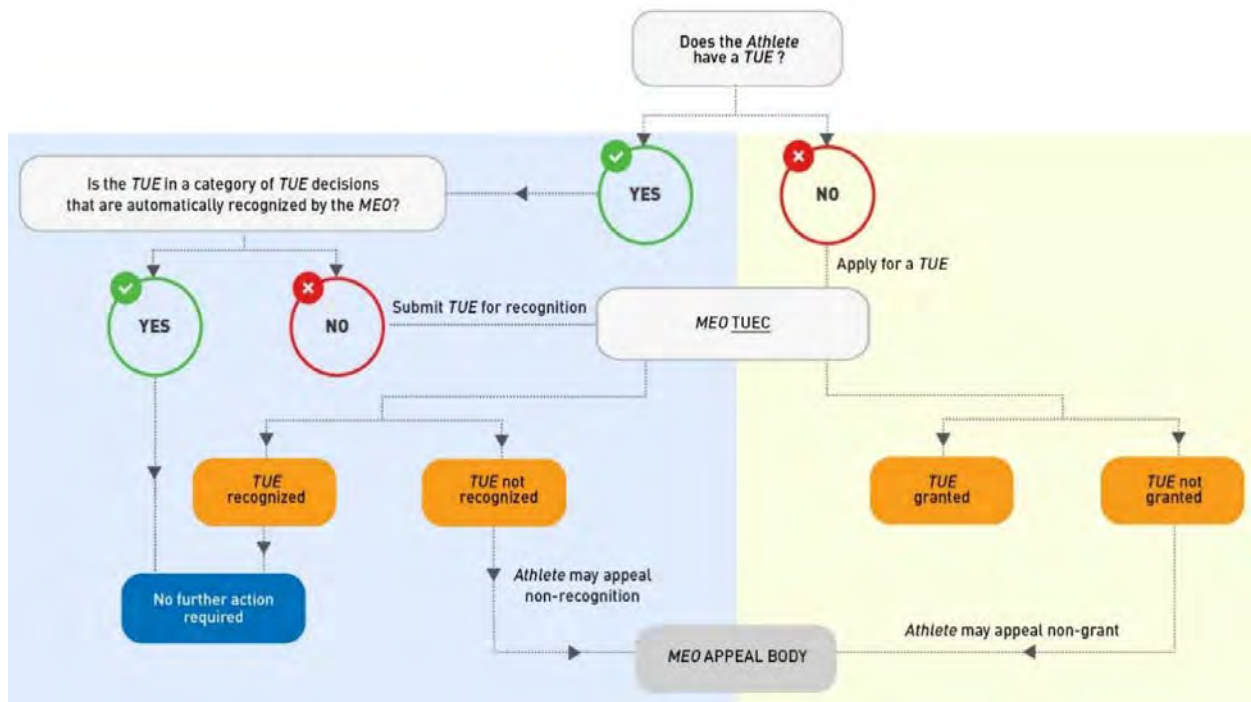 Does the Athlete
have a TUE ?
YES
NO
Is the TUE in a category of TUE decisions
that are automatically recognized by the MEO?
Apply for a TUE
YES
NO
Submit TUE for recognition
MEO TUEC
TUE
recognized
TUE not
recognized
TUE
granted
TUE not
granted
No further action
required
Athlete may appeal
non-recognition
Athlete may appeal non-grant
MEO APPEAL BODY